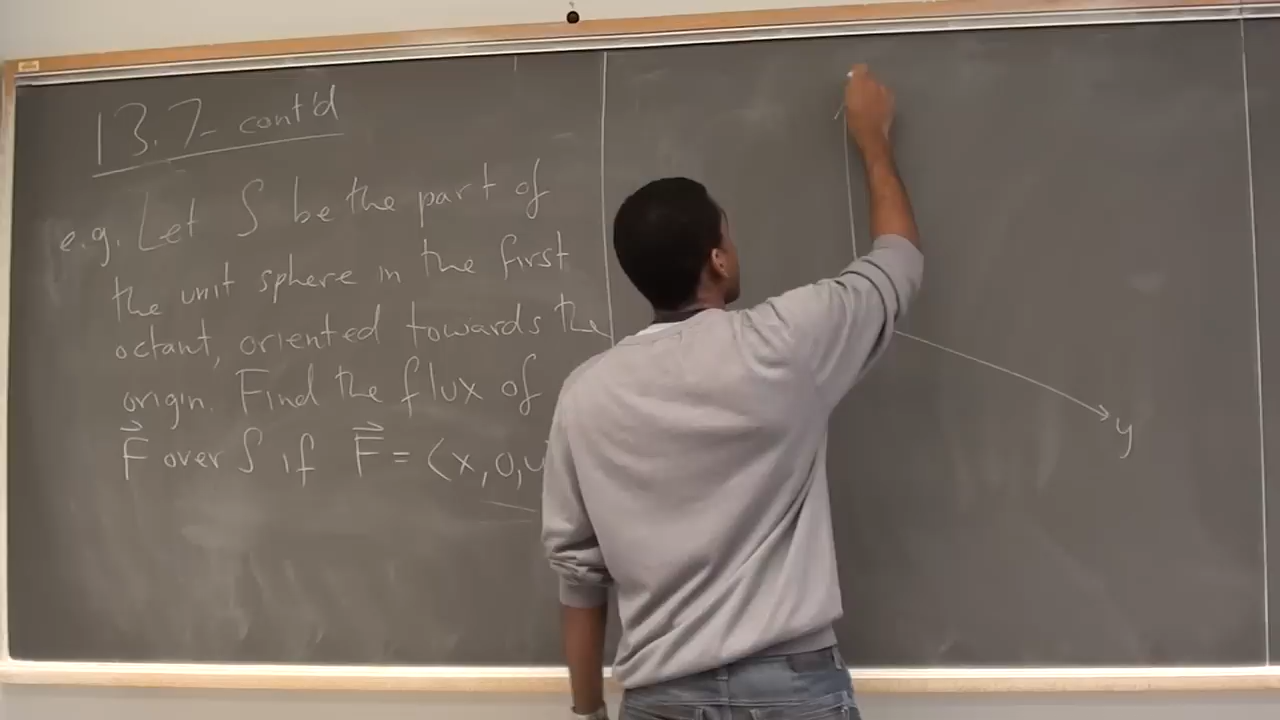 13.7 - cont'd
e.g. Let S be the part of
the unit sphere in the first
octant, oriented towards the
origin. Find the flux of
F⃗ over S if F⃗ = ⟨x, 0,
y